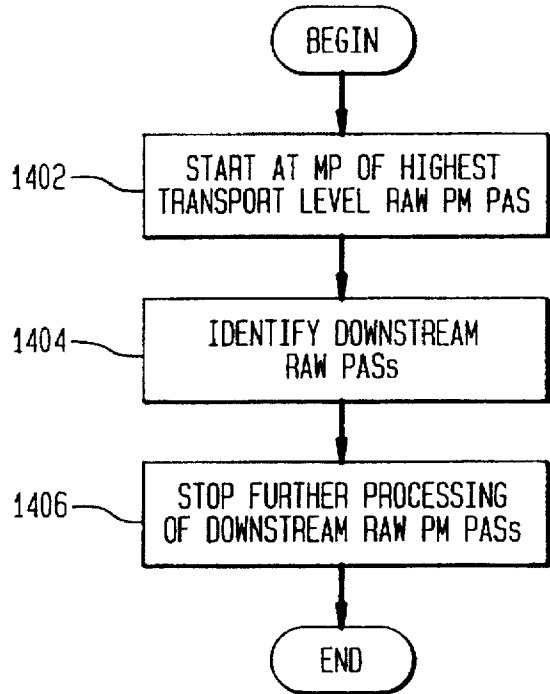 BEGIN
1402
START AT MP OF HIGHEST
TRANSPORT LEVEL RAW PM PAS
1404
IDENTIFY DOWNSTREAM
RAW PASs
1406
STOP FURTHER PROCESSING
OF DOWNSTREAM RAW PM PASs
END